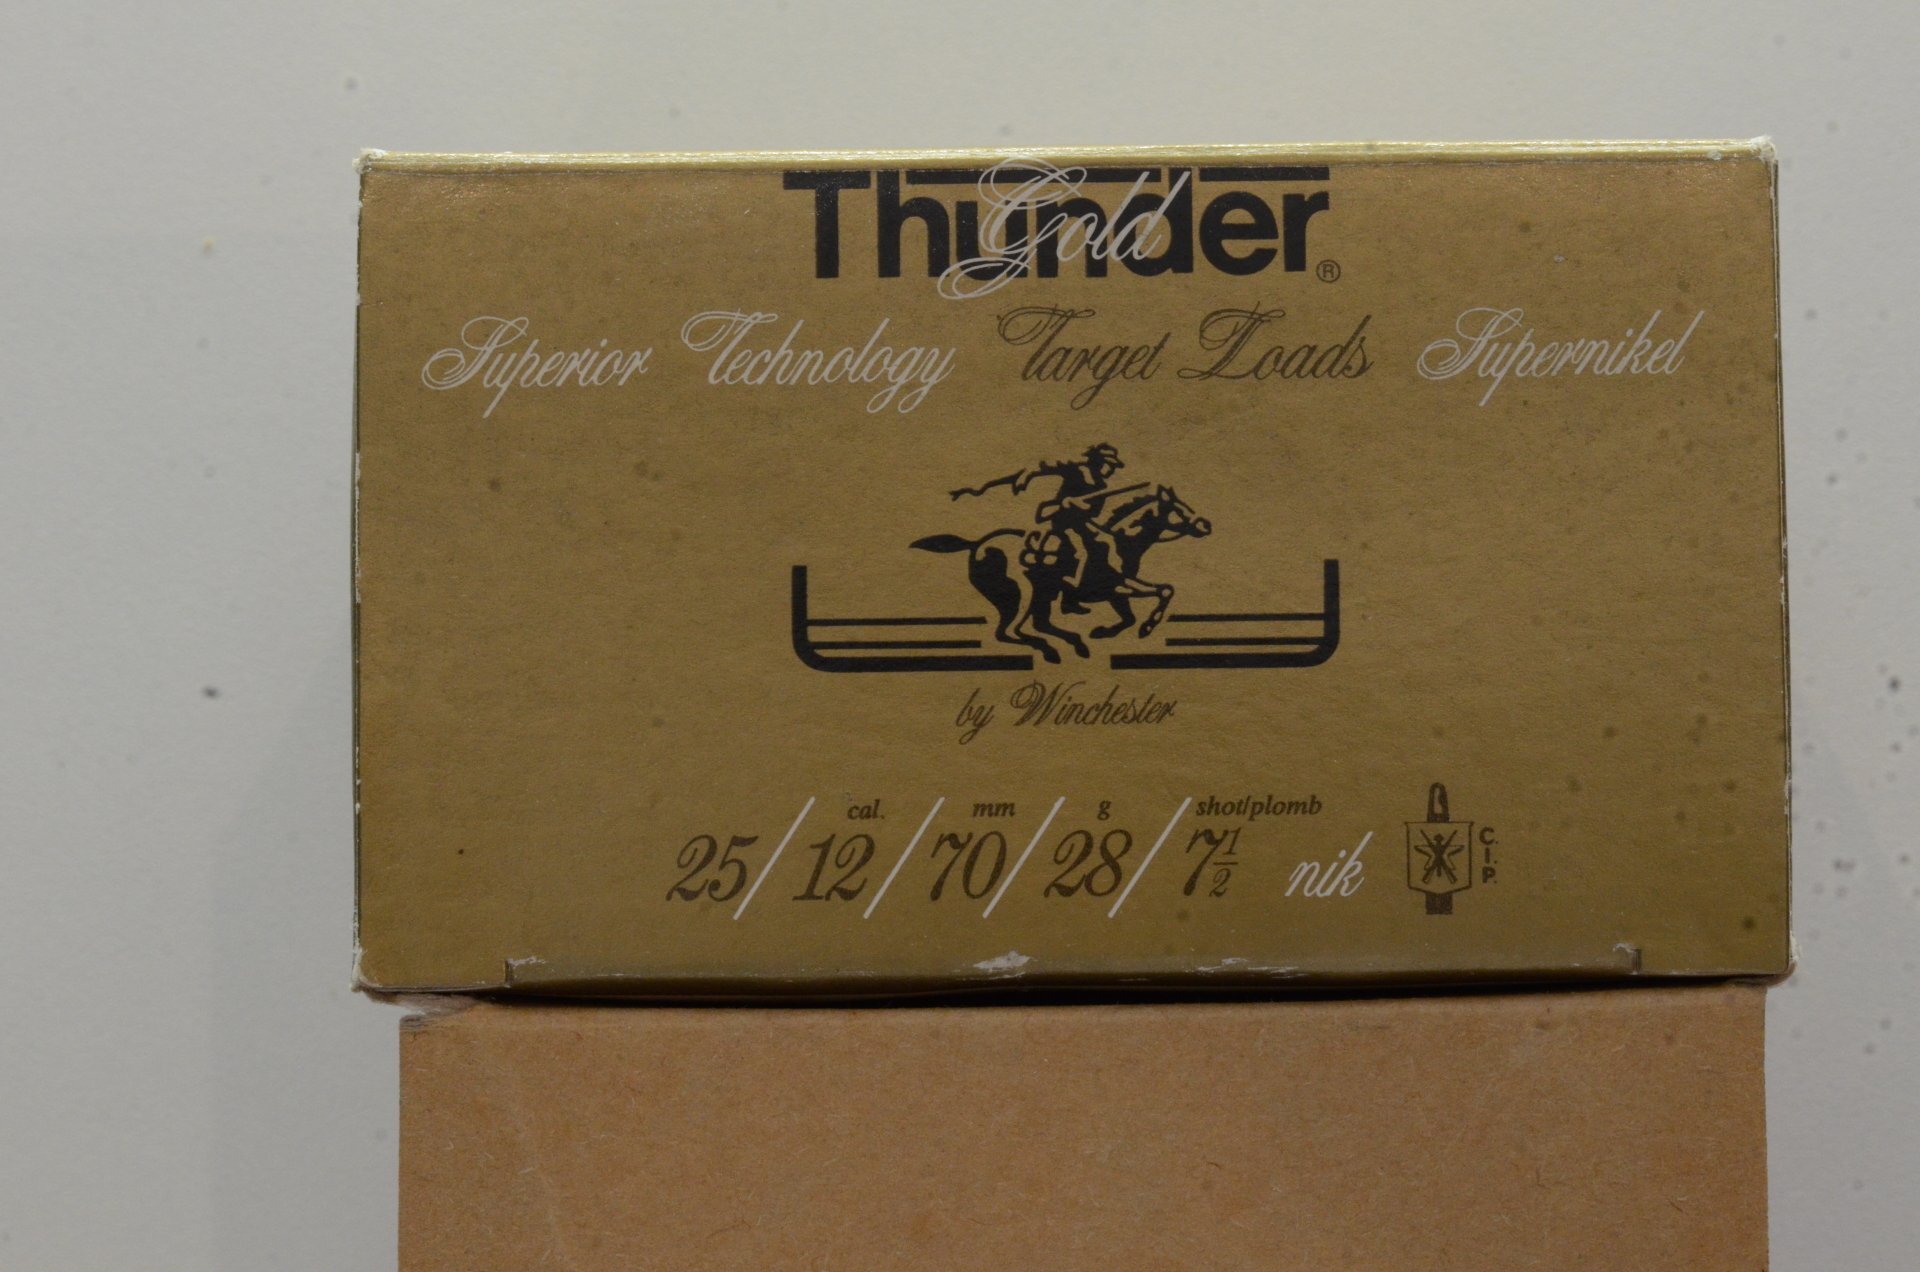 Thunder®
Gold
Superior Technology Target Loads Supernikel
by Winchester
cal. mm g shot/plomb
25/12/70/28/7½ nik
C.I.P.